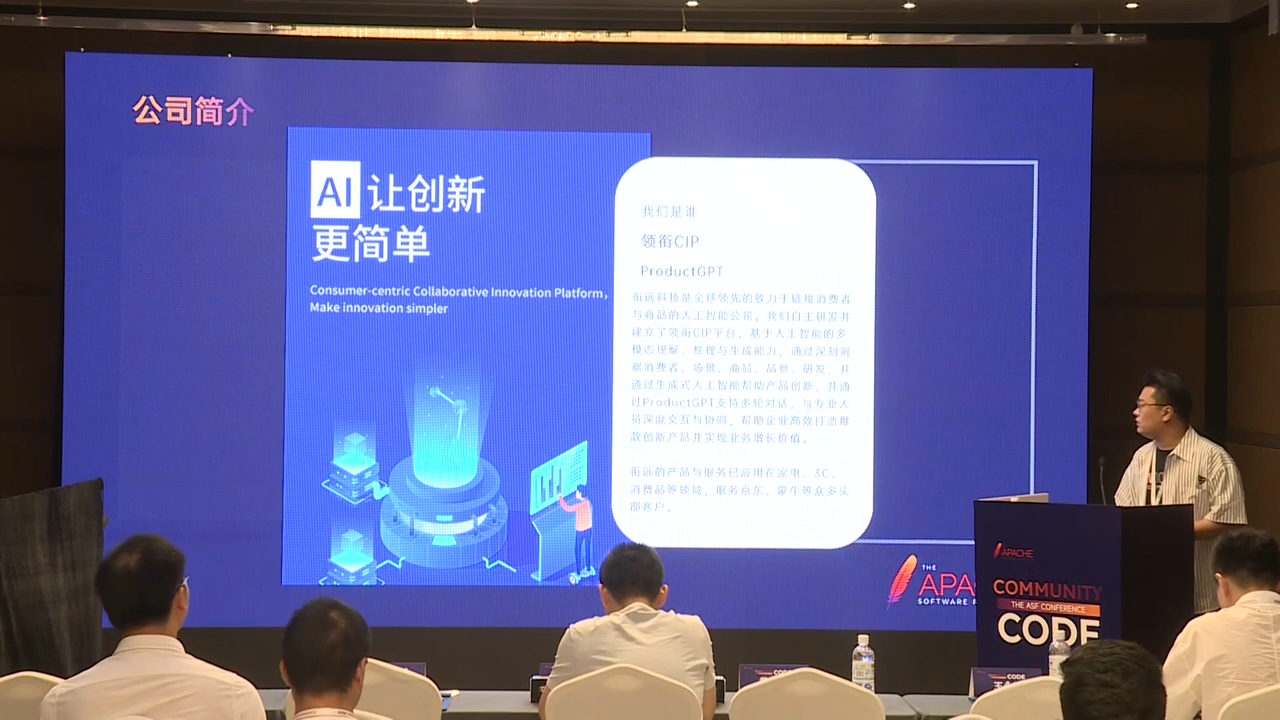 公司简介
AI 让创新
更简单
Consumer-centric Collaborative Innovation Platform,
Make innovation simpler
我们是谁
领衔CIP
ProductGPT
衔远科技是全球领先的致力于链接消费者
与商品的人工智能公司。我们自主研发并
建立了领衔CIP平台，基于人工智能的多
模态理解、推理与生成能力，通过深刻洞
察消费者、场景、商品、品参、研发，并
通过生成式人工智能帮助产品创新，并通
过ProductGPT支持多轮对话，与专业人
员深度交互与协同，帮助企业高效打造爆
款创新产品并实现业务增长价值。
衔远的产品与服务已应用在家电、3C、
消费品等领域，服务京东、蒙牛等众多头
部客户。
THE
APA
SOFTWARE F
APACHE
COMMUNITY
THE ASF CONFERENCE
CODE
CODE